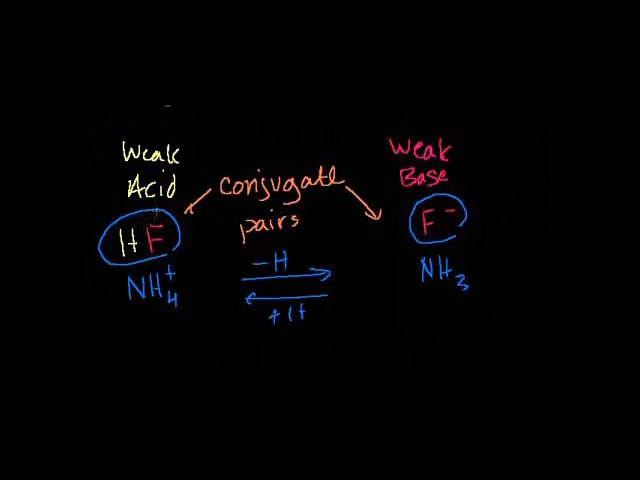 Weak
Acid
conjugate
pairs
Weak
Base
HF
F⁻
NH₄⁺
NH₃
-H
+H